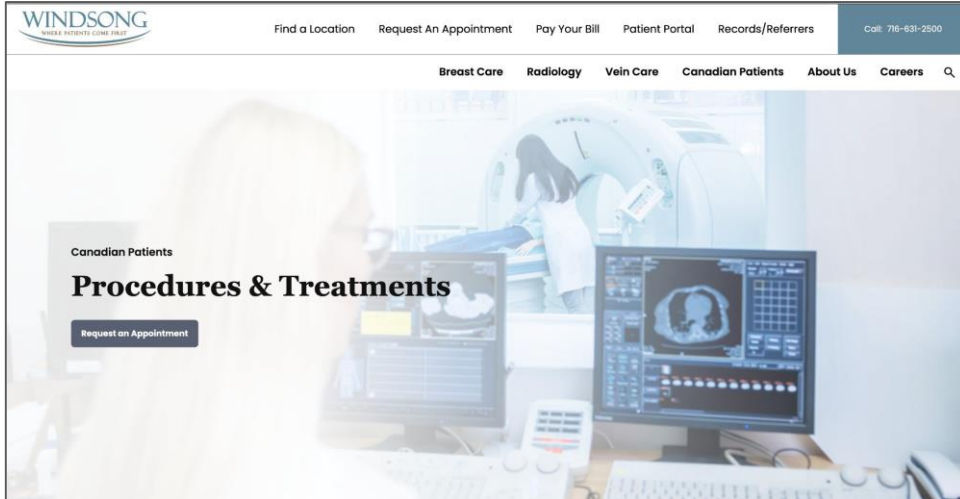 WINDSONG
WHERE PATIENTS COME FIRST
Find a Location Request An Appointment Pay Your Bill Patient Portal Records/Referrers Call: 716-631-2500
Breast Care Radiology Vein Care Canadian Patients About Us Careers
Canadian Patients
Procedures & Treatments
Request an Appointment